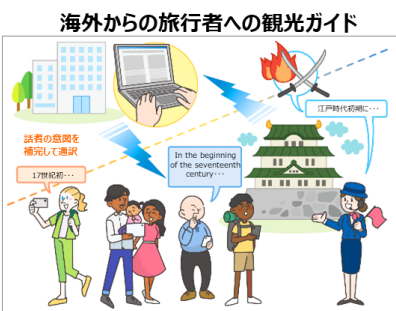 海外からの旅行者への観光ガイド
江戸時代初期に・・・
話者の意図を
補完して通訳
17世紀初・・・
In the beginning
of the seventeenth
century・・・